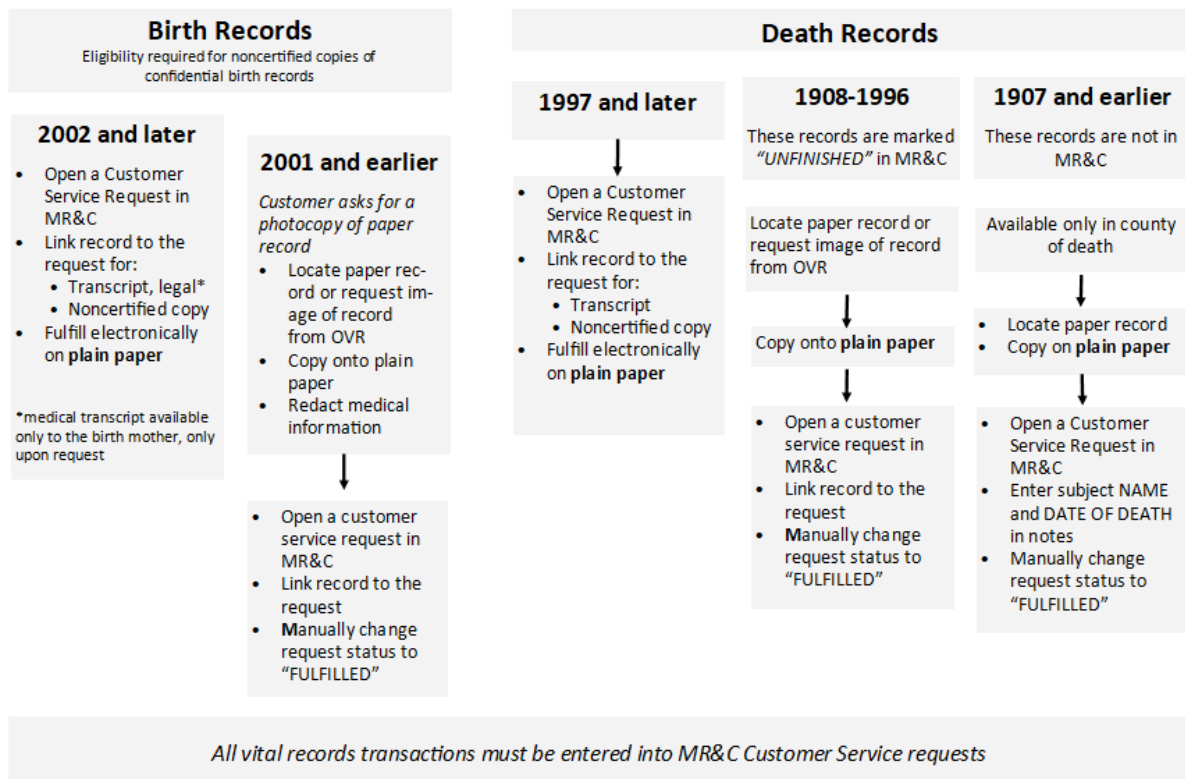 Birth Records
Eligibility required for noncertified copies of
confidential birth records
2002 and later
• Open a Customer
Service Request in
MR&C
• Link record to the
request for:
• Transcript, legal*
• Noncertified copy
• Fulfill electronically
on plain paper
*medical transcript available
only to the birth mother, only
upon request
2001 and earlier
Customer asks for a
photocopy of paper
record
• Locate paper rec-
ord or request im-
age of record
from OVR
• Copy onto plain
paper
• Redact medical
information
• Open a customer
service request in
MR&C
• Link record to the
request
• Manually change
request status to
“FULFILLED”
Death Records
1997 and later
• Open a Customer
Service Request in
MR&C
• Link record to the
request for:
• Transcript
• Noncertified copy
• Fulfill electronically
on plain paper
1908-1996
These records are marked
“UNFINISHED” in MR&C
Locate paper record or
request image of record
from OVR
Copy onto plain paper
• Open a customer
service request in
MR&C
• Link record to the
request
• Manually change
request status to
“FULFILLED”
1907 and earlier
These records are not in
MR&C
Available only in county
of death
• Locate paper record
• Copy on plain paper
• Open a Customer
Service Request in
MR&C
• Enter subject NAME
and DATE OF DEATH
in notes
• Manually change
request status to
“FULFILLED”
All vital records transactions must be entered into MR&C Customer Service requests